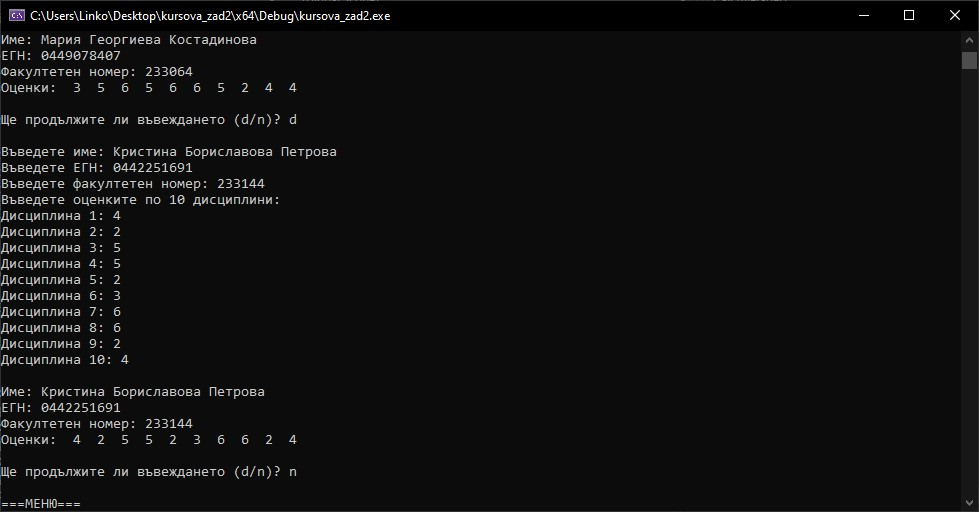 C:\Users\Linko\Desktop\kursova_zad2\x64\Debug\kursova_zad2.exe
Име: Мария Георгиева Костадинова
ЕГН: 0449078407
Факултетен номер: 233064
Оценки:  3  5  6  5  6  6  5  2  4  4
Ще продължите ли въвеждането (d/n)? d
Въведете име: Кристина Бориславова Петрова
Въведете ЕГН: 0442251691
Въведете факултетен номер: 233144
Въведете оценките по 10 дисциплини:
Дисциплина 1: 4
Дисциплина 2: 2
Дисциплина 3: 5
Дисциплина 4: 5
Дисциплина 5: 2
Дисциплина 6: 3
Дисциплина 7: 6
Дисциплина 8: 6
Дисциплина 9: 2
Дисциплина 10: 4
Име: Кристина Бориславова Петрова
ЕГН: 0442251691
Факултетен номер: 233144
Оценки:  4  2  5  5  2  3  6  6  2  4
Ще продължите ли въвеждането (d/n)? n
===МЕНЮ===